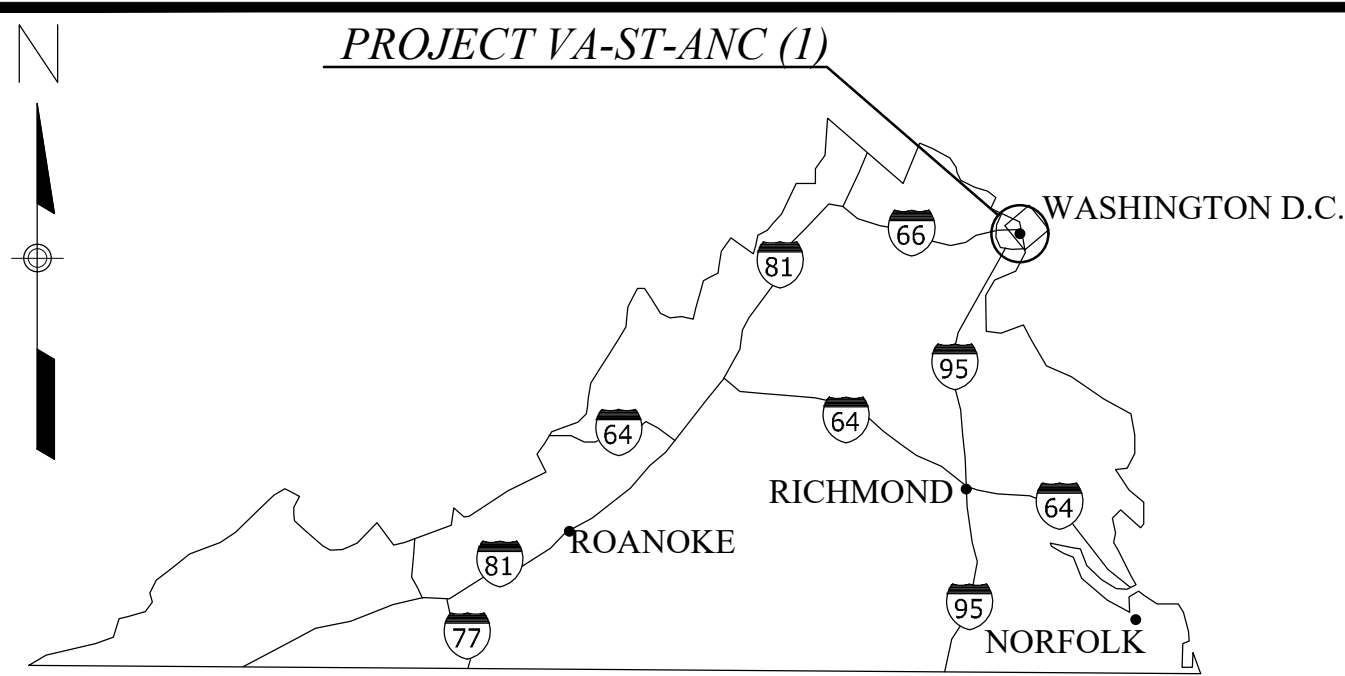 N
PROJECT VA-ST-ANC (1)
WASHINGTON D.C.
66
81
95
64
64
RICHMOND
64
ROANOKE
81
95
77
NORFOLK